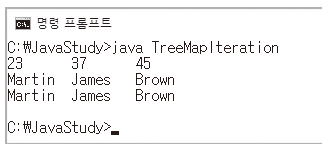 명령 프롬프트
C:₩JavaStudy>java TreeMapIteration
23 37 45
Martin James Brown
Martin James Brown
C:₩JavaStudy>